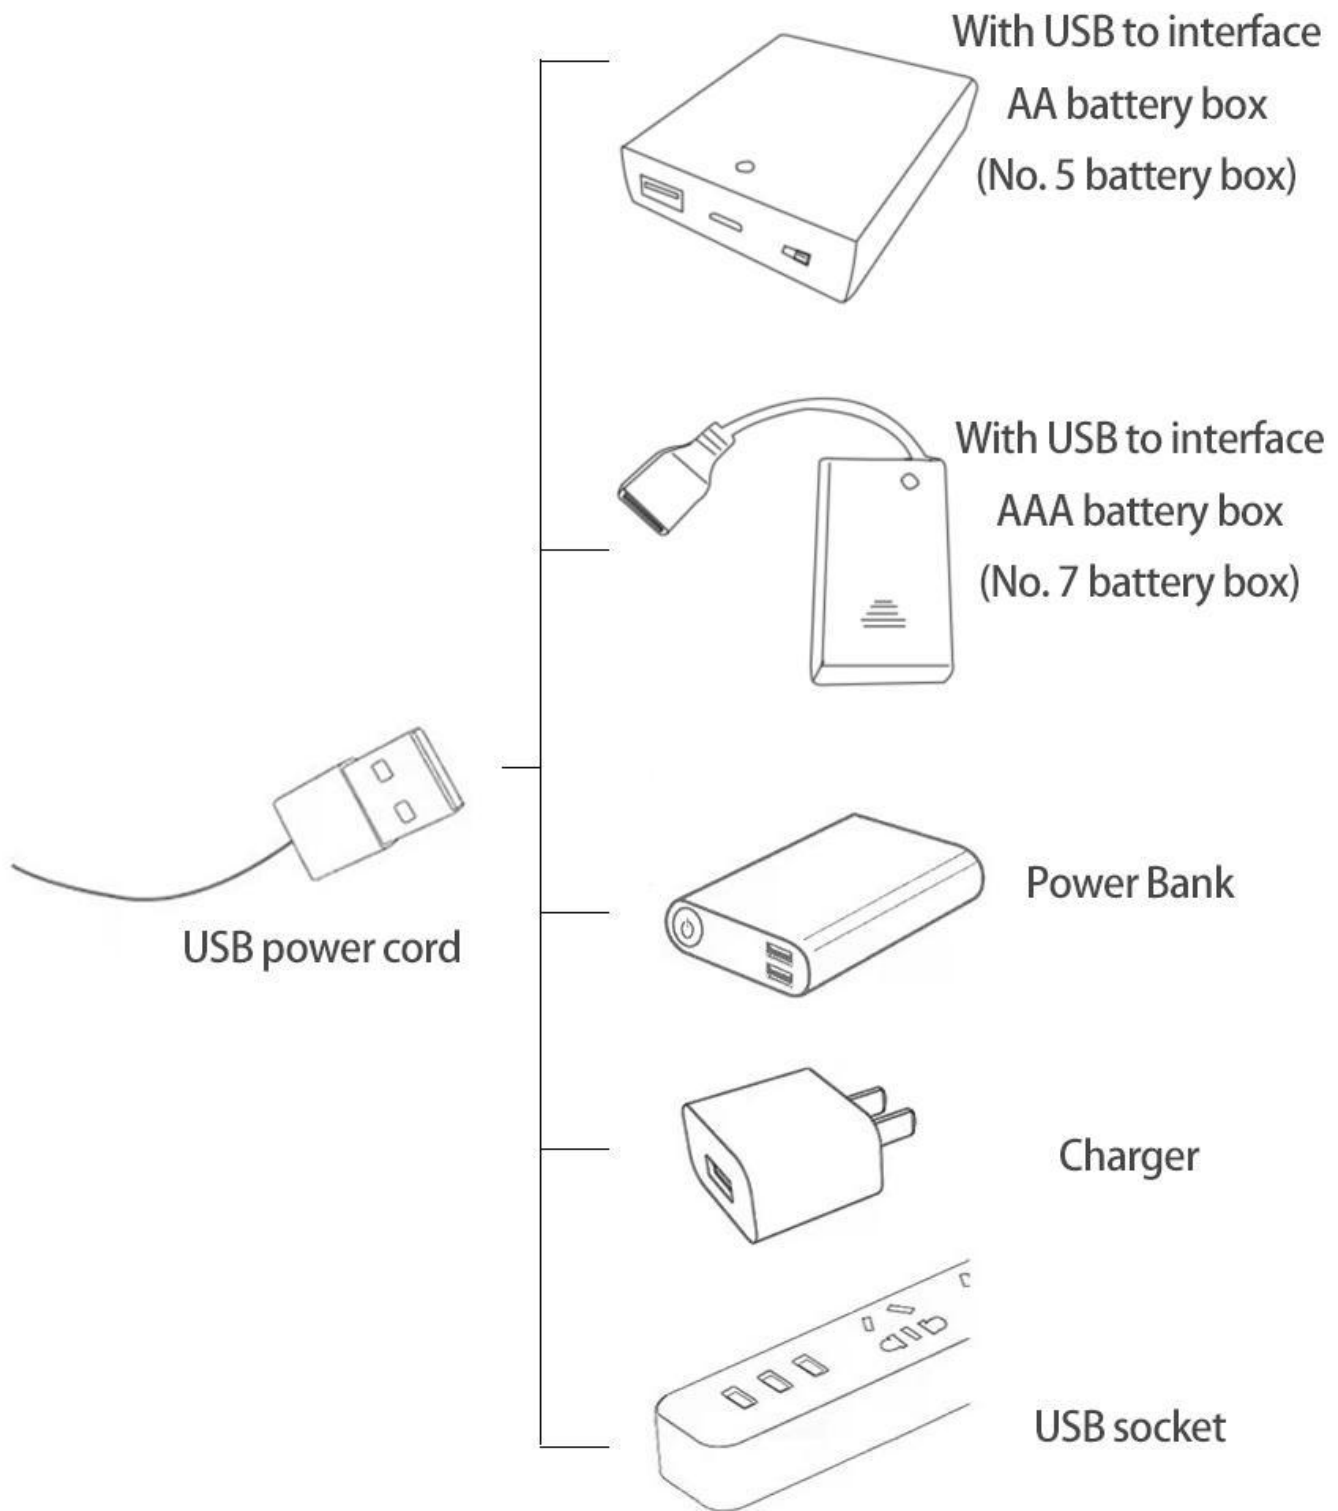 With USB to interface
AA battery box
(No. 5 battery box)
With USB to interface
AAA battery box
(No. 7 battery box)
USB power cord
Power Bank
Charger
USB socket